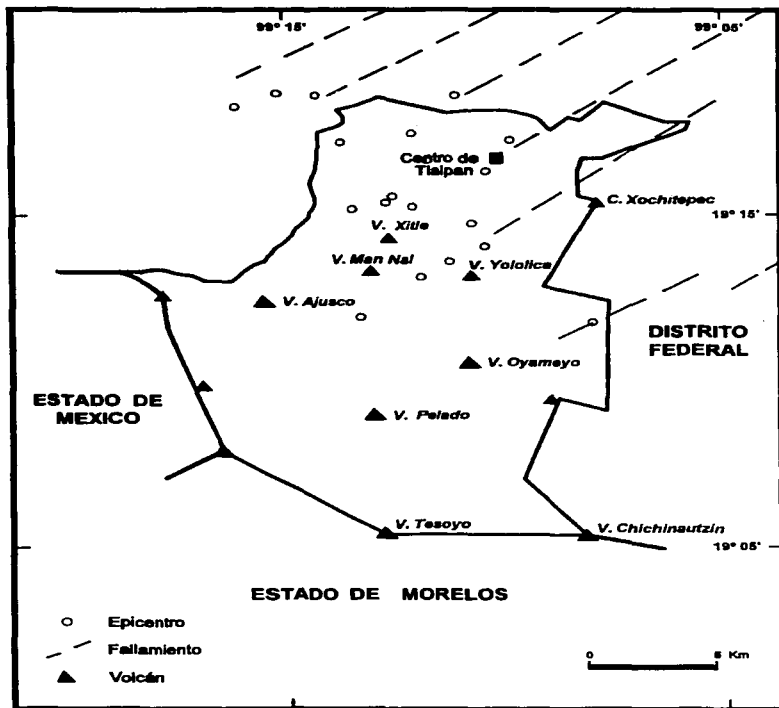 99° 15'
99° 05'
Centro de
Tlalpan
C. Xochitepec
19° 15'
V. Xitle
V. Man Nal
V. Yololica
V. Ajusco
DISTRITO
FEDERAL
V. Oyameyo
ESTADO DE
MEXICO
V. Pelado
V. Tesoyo
V. Chichinautzin
19° 05'
ESTADO DE MORELOS
Epicentro
Fallamiento
Volcán
0
5 Km